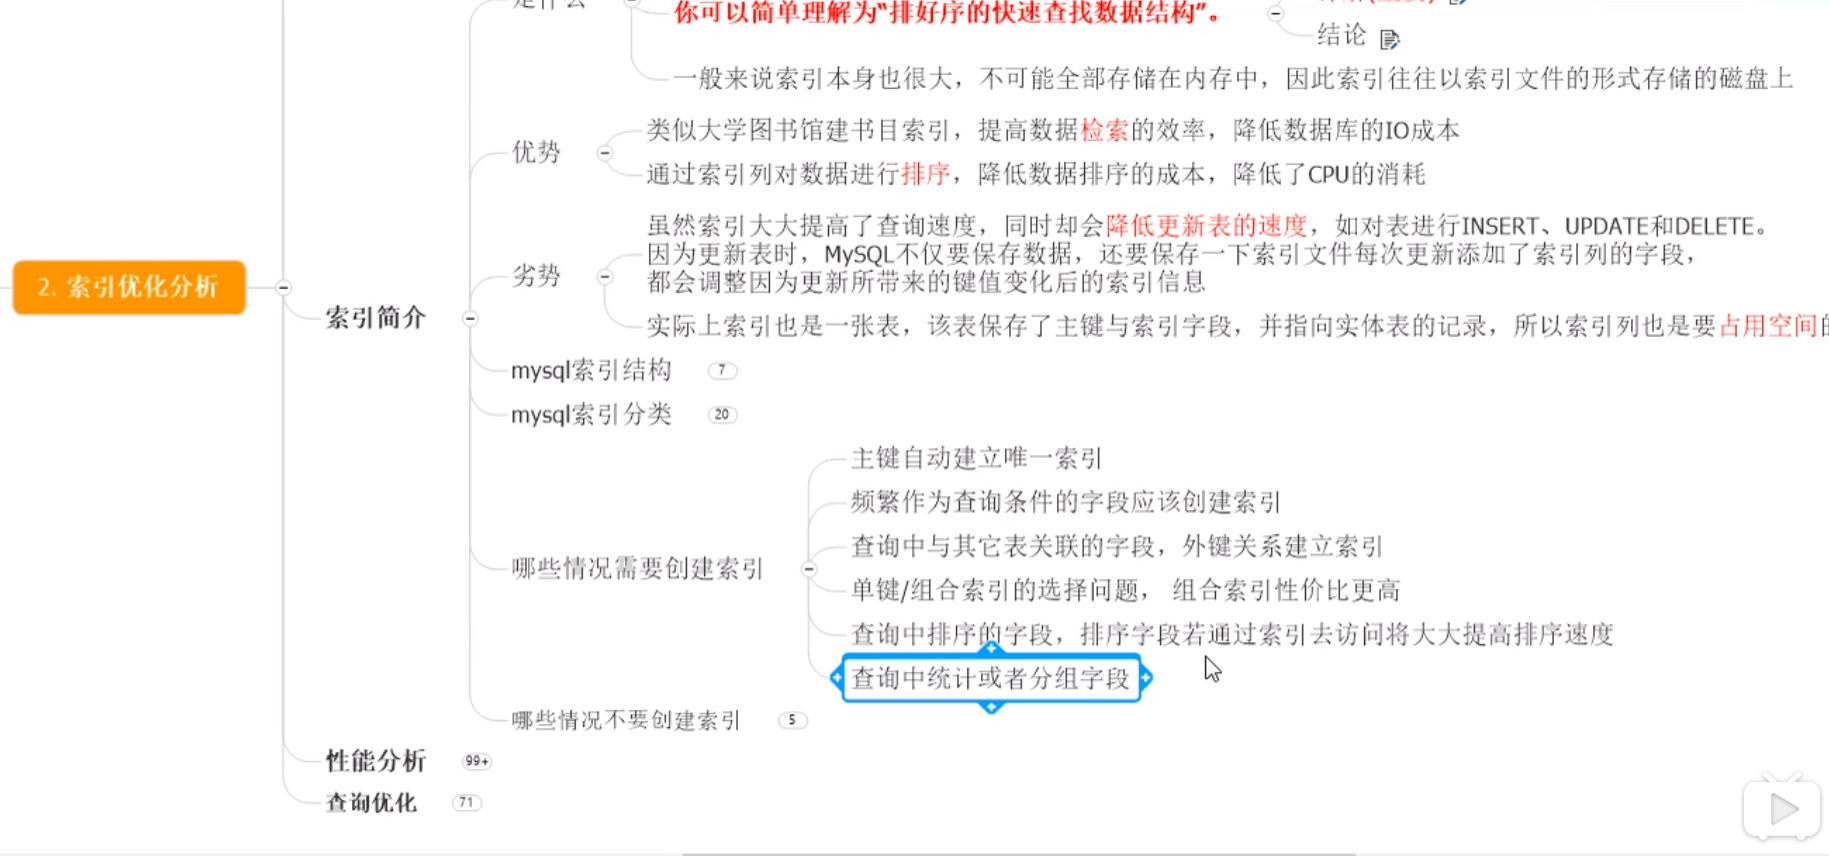 是什么
你可以简单理解为“排好序的快速查找数据结构”。
结论
一般来说索引本身也很大，不可能全部存储在内存中，因此索引往往以索引文件的形式存储的磁盘上
优势
类似大学图书馆建书目索引，提高数据检索的效率，降低数据库的IO成本
通过索引列对数据进行排序，降低数据排序的成本，降低了CPU的消耗
劣势
虽然索引大大提高了查询速度，同时却会降低更新表的速度，如对表进行INSERT、UPDATE和DELETE。
因为更新表时，MySQL不仅要保存数据，还要保存一下索引文件每次更新添加了索引列的字段，
都会调整因为更新所带来的键值变化后的索引信息
实际上索引也是一张表，该表保存了主键与索引字段，并指向实体表的记录，所以索引列也是要占用空间的
2. 索引优化分析
索引简介
mysql索引结构 7
mysql索引分类 20
哪些情况需要创建索引
主键自动建立唯一索引
频繁作为查询条件的字段应该创建索引
查询中与其它表关联的字段，外键关系建立索引
单键/组合索引的选择问题， 组合索引性价比更高
查询中排序的字段，排序字段若通过索引去访问将大大提高排序速度
查询中统计或者分组字段
哪些情况不要创建索引 5
性能分析 99+
查询优化 71